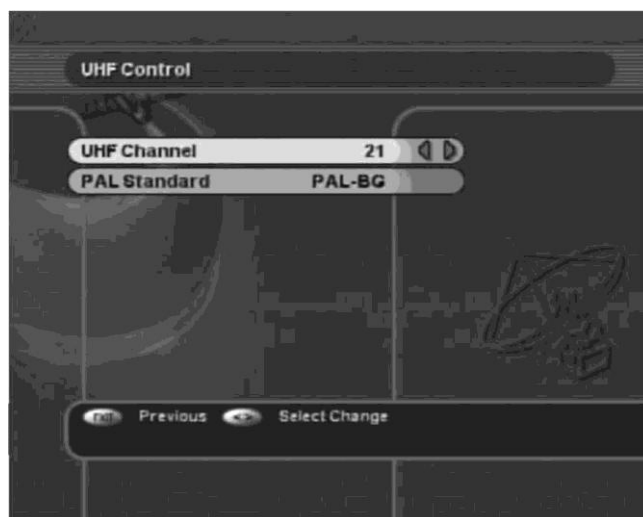 UHF Control
UHF Channel 21
PAL Standard PAL-BG
Previous <> Select Change